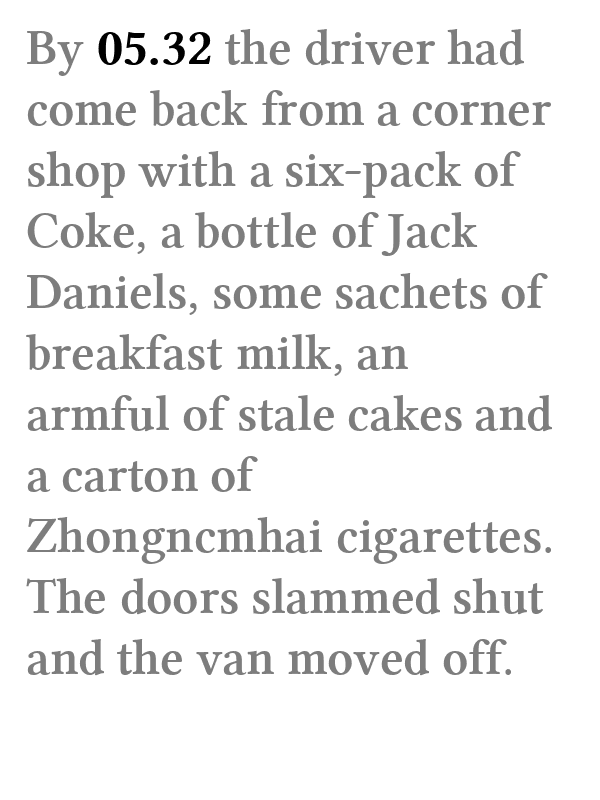 By 05.32 the driver had
come back from a corner
shop with a six-pack of
Coke, a bottle of Jack
Daniels, some sachets of
breakfast milk, an
armful of stale cakes and
a carton of
Zhongncmhai cigarettes.
The doors slammed shut
and the van moved off.